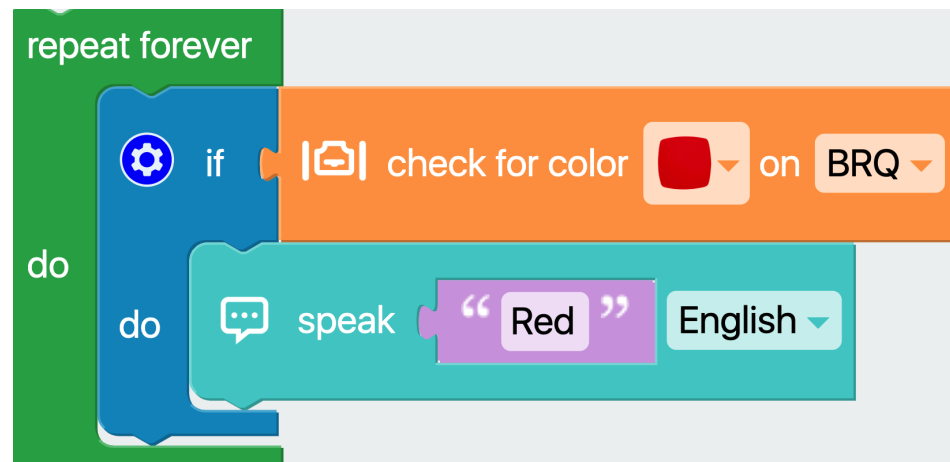 repeat forever
if check for color on BRQ
do
do speak “ Red ” English